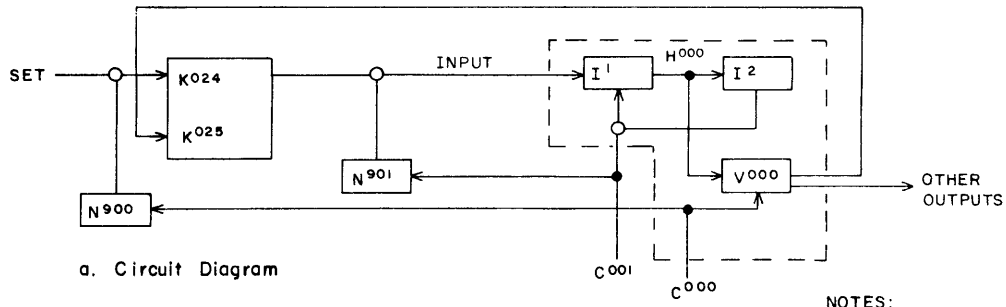 SET
K024
K025
INPUT
I1
H000
I2
N901
N900
V000
OTHER
OUTPUTS
a. Circuit Diagram
C001
C000
NOTES: